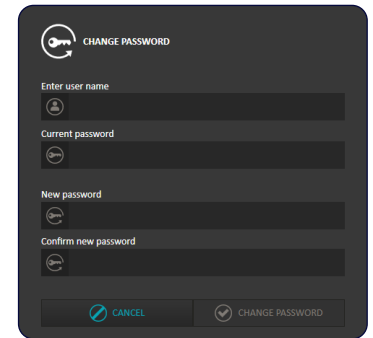 CHANGE PASSWORD
Enter user name
Current password
New password
Confirm new password
CANCEL
CHANGE PASSWORD